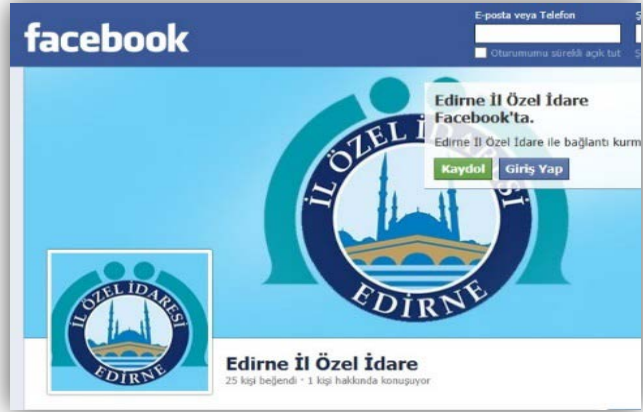 facebook
E-posta veya Telefon
Oturumumu sürekli açık tut
Edirne İl Özel İdare
Facebook'ta.
Edirne İl Özel İdare ile bağlantı kurm
Kaydol Giriş Yap
İL ÖZEL İDARESİ
EDİRNE
İL ÖZEL İDARESİ
EDİRNE
Edirne İl Özel İdare
25 kişi beğendi · 1 kişi hakkında konuşuyor